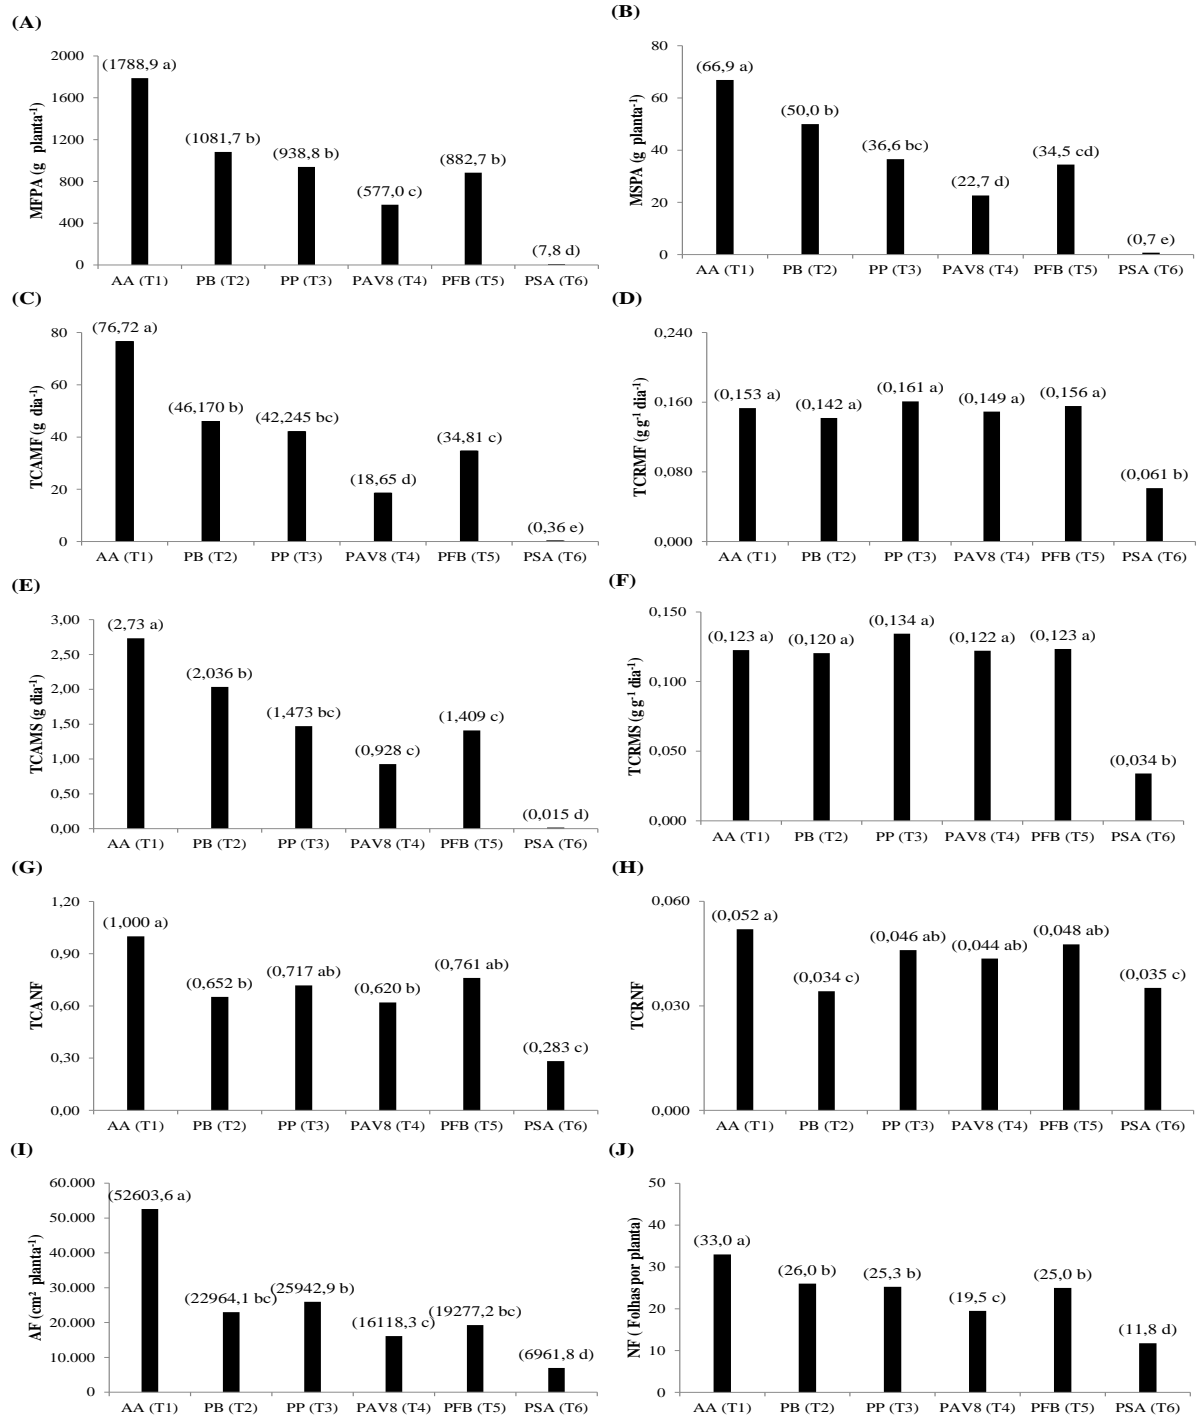 (A)
MFPA (g planta-1)
2000
1600
1200
800
400
0
(1788,9 a)
(1081,7 b)
(938,8 b)
(577,0 c)
(882,7 b)
(7,8 d)
AA (T1) PB (T2) PP (T3) PAV8 (T4) PFB (T5) PSA (T6)
(B)
MSPA (g planta-1)
80
60
40
20
0
(66,9 a)
(50,0 b)
(36,6 bc)
(22,7 d)
(34,5 cd)
(0,7 e)
AA (T1) PB (T2) PP (T3) PAV8 (T4) PFB (T5) PSA (T6)
(C)
TCAMF (g dia-1)
80
60
40
20
0
(76,72 a)
(46,170 b)
(42,245 bc)
(18,65 d)
(34,81 c)
(0,36 e)
AA (T1) PB (T2) PP (T3) PAV8 (T4) PFB (T5) PSA (T6)
(D)
TCRMF (g g-1 dia-1)
0,240
0,160
0,080
0,000
(0,153 a)
(0,142 a)
(0,161 a)
(0,149 a)
(0,156 a)
(0,061 b)
AA (T1) PB (T2) PP (T3) PAV8 (T4) PFB (T5) PSA (T6)
(E)
TCAMS (g dia-1)
3,00
2,50
2,00
1,50
1,00
0,50
0,00
(2,73 a)
(2,036 b)
(1,473 bc)
(0,928 c)
(1,409 c)
(0,015 d)
AA (T1) PB (T2) PP (T3) PAV8 (T4) PFB (T5) PSA (T6)
(F)
TCRMS (g g-1 dia-1)
0,150
0,100
0,050
0,000
(0,123 a)
(0,120 a)
(0,134 a)
(0,122 a)
(0,123 a)
(0,034 b)
AA (T1) PB (T2) PP (T3) PAV8 (T4) PFB (T5) PSA (T6)
(G)
TCANF
1,20
0,90
0,60
0,30
0,00
(1,000 a)
(0,652 b)
(0,717 ab)
(0,620 b)
(0,761 ab)
(0,283 c)
AA (T1) PB (T2) PP (T3) PAV8 (T4) PFB (T5) PSA (T6)
(H)
TCRNF
0,060
0,030
0,000
(0,052 a)
(0,034 c)
(0,046 ab)
(0,044 ab)
(0,048 ab)
(0,035 c)
AA (T1) PB (T2) PP (T3) PAV8 (T4) PFB (T5) PSA (T6)
(I)
AF (cm² planta-1)
60.000
50.000
40.000
30.000
20.000
10.000
0
(52603,6 a)
(22964,1 bc)
(25942,9 b)
(16118,3 c)
(19277,2 bc)
(6961,8 d)
AA (T1) PB (T2) PP (T3) PAV8 (T4) PFB (T5) PSA (T6)
(J)
NF ( Folhas por planta)
50
40
30
20
10
0
(33,0 a)
(26,0 b)
(25,3 b)
(19,5 c)
(25,0 b)
(11,8 d)
AA (T1) PB (T2) PP (T3) PAV8 (T4) PFB (T5) PSA (T6)